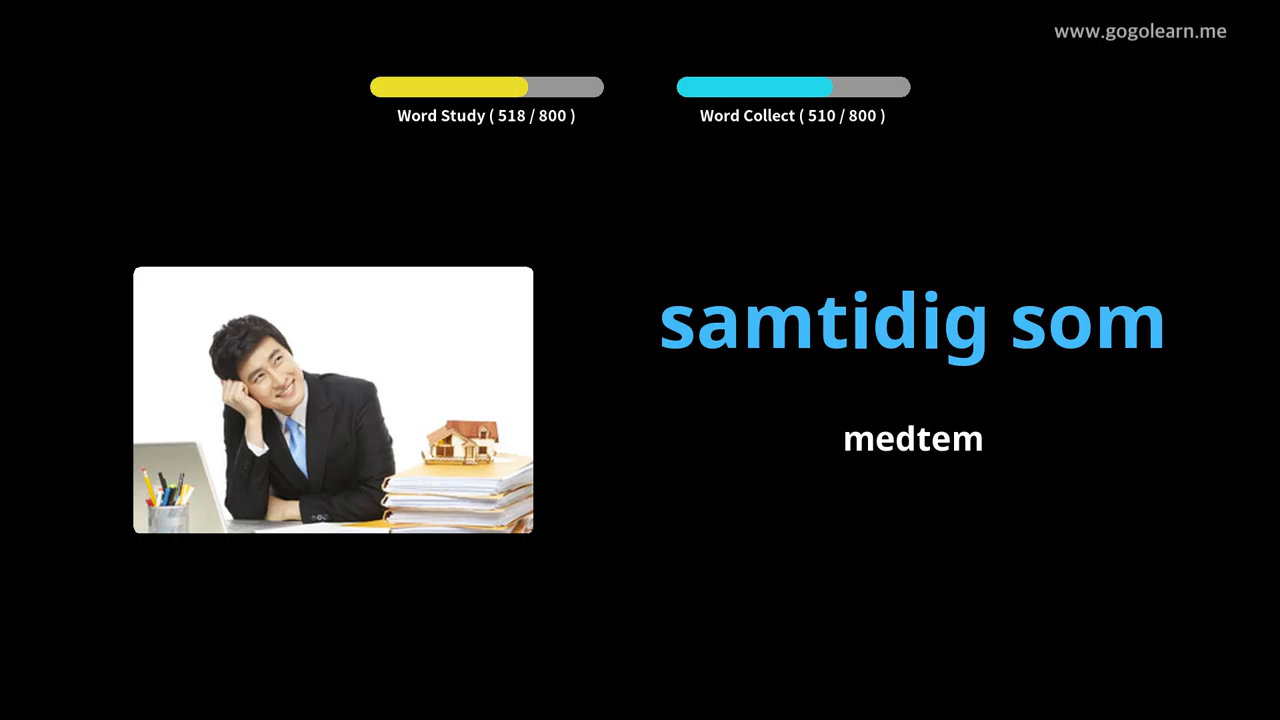 www.gogolearn.me
Word Study ( 518 / 800 )
Word Collect ( 510 / 800 )
samtidig som
medtem